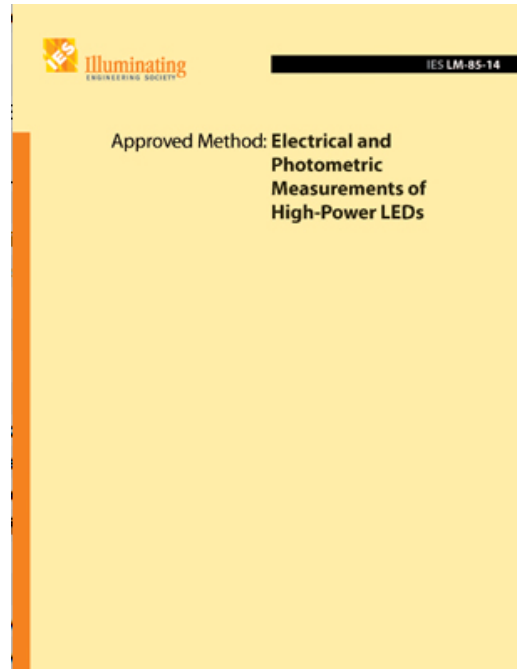 IES
Illuminating
ENGINEERING SOCIETY
IES LM-85-14
Approved Method: Electrical and
Photometric
Measurements of
High-Power LEDs